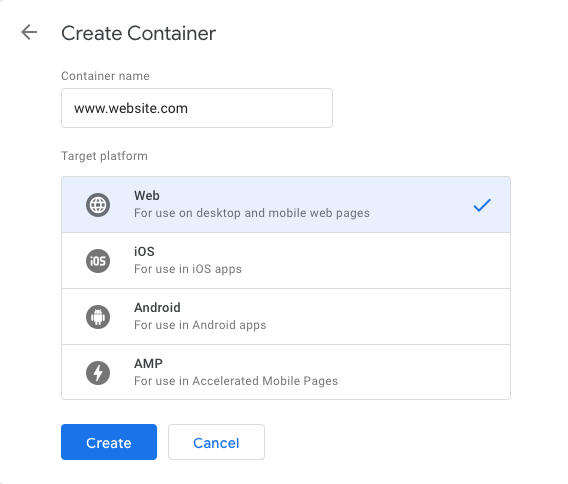 Create Container
Container name
www.website.com
Target platform
Web
For use on desktop and mobile web pages
iOS
iOS
For use in iOS apps
Android
For use in Android apps
AMP
For use in Accelerated Mobile Pages
Create
Cancel